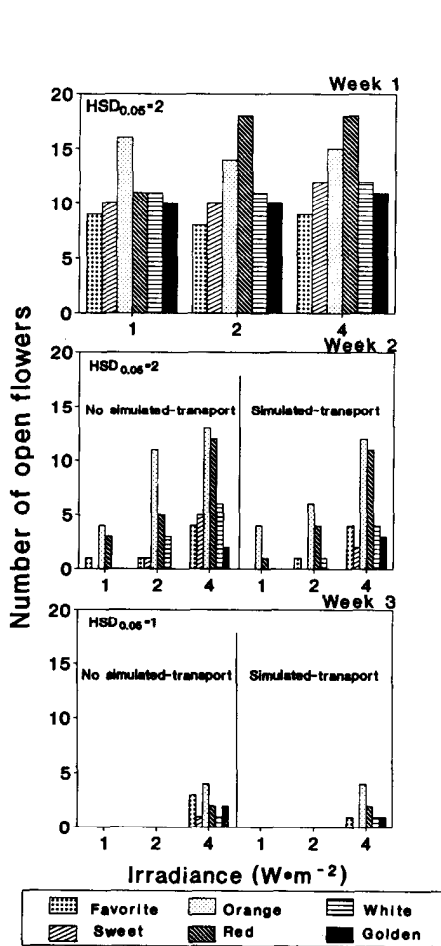 Week 1
HSD0.05=2
20
15
10
5
0
1 2 4
Week 2
HSD0.05=2
No simulated-transport Simulated-transport
20
15
10
5
0
1 2 4 1 2 4
Week 3
HSD0.05=1
No simulated-transport Simulated-transport
20
15
10
5
0
1 2 4 1 2 4
Number of open flowers
Irradiance (W•m⁻²)
Favorite Orange White
Sweet Red Golden